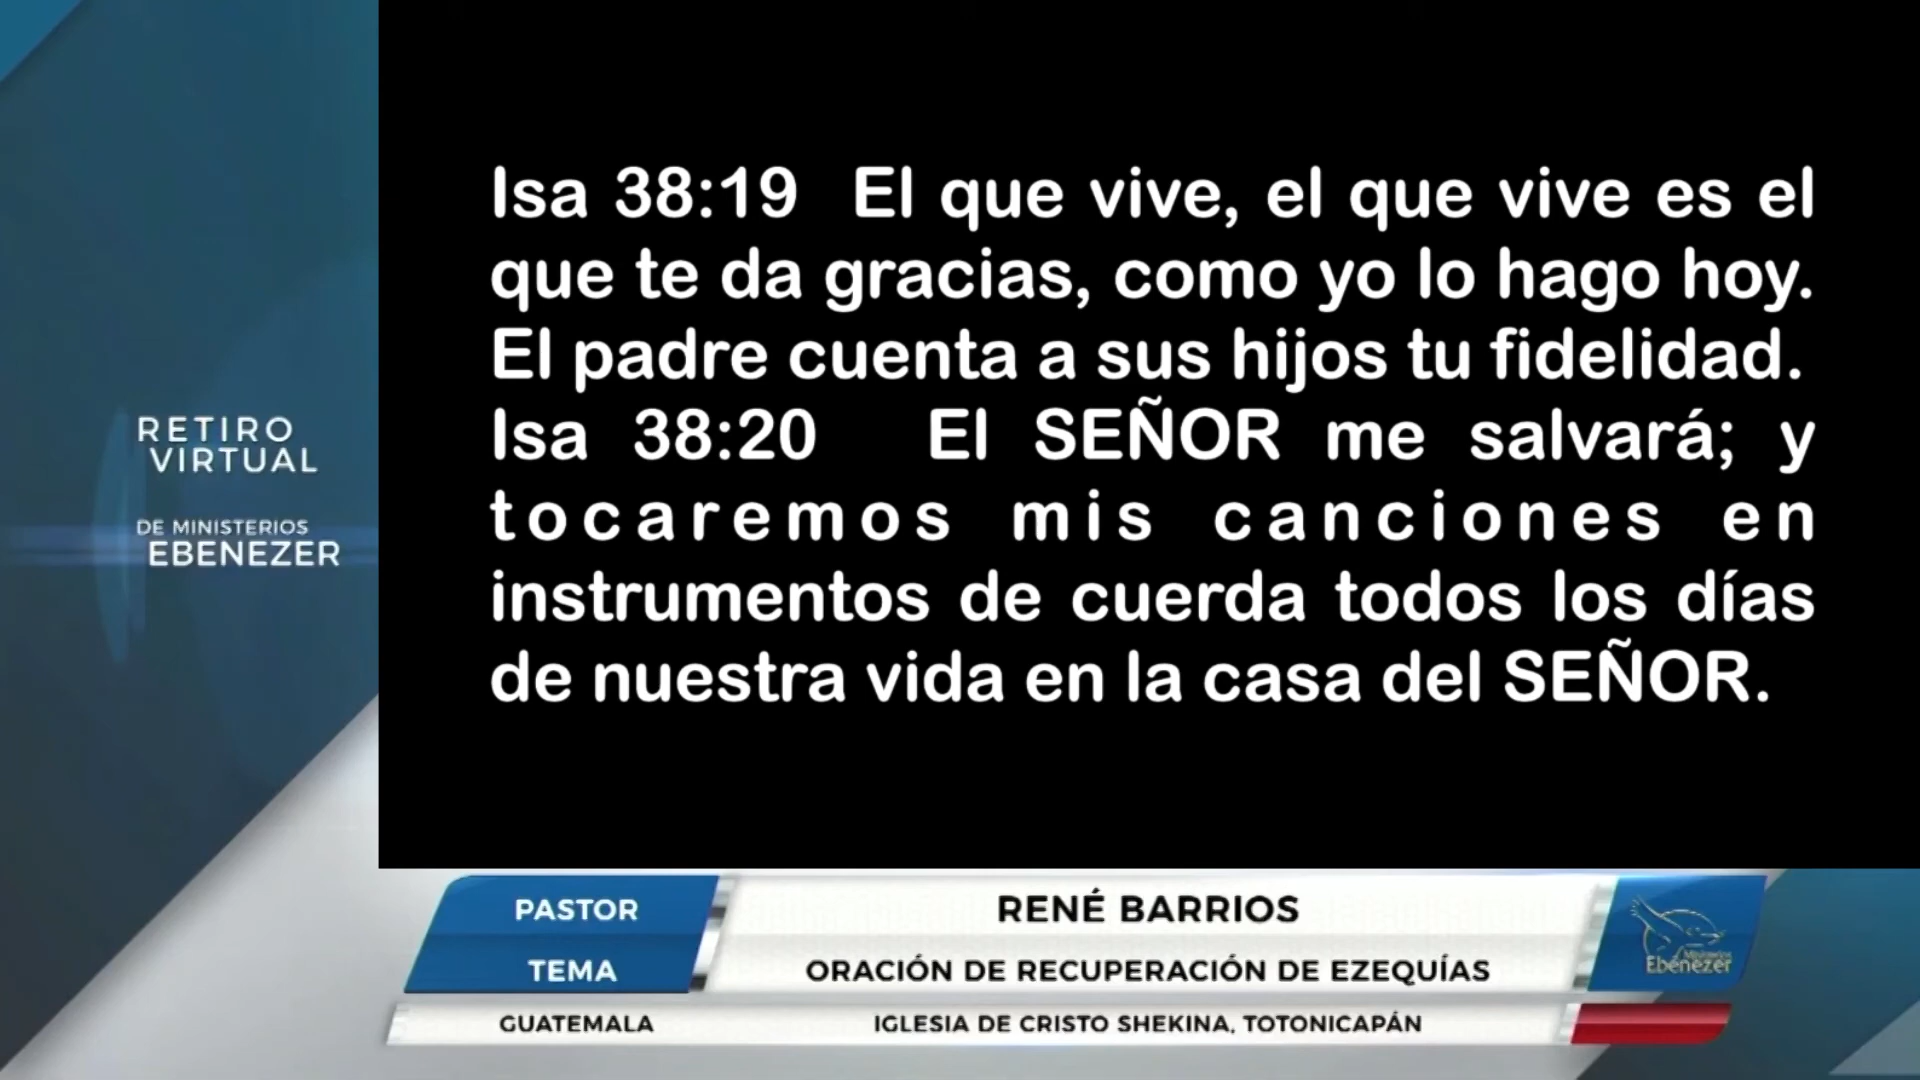 RETIRO
VIRTUAL
DE MINISTERIOS
EBENEZER
Isa 38:19 El que vive, el que vive es el
que te da gracias, como yo lo hago hoy.
El padre cuenta a sus hijos tu fidelidad.
Isa 38:20 El SEÑOR me salvará; y
tocaremos mis canciones en
instrumentos de cuerda todos los días
de nuestra vida en la casa del SEÑOR.
PASTOR
RENÉ BARRIOS
TEMA
ORACIÓN DE RECUPERACIÓN DE EZEQUÍAS
GUATEMALA
IGLESIA DE CRISTO SHEKINA, TOTONICAPÁN
Ministerios
Ebenezer